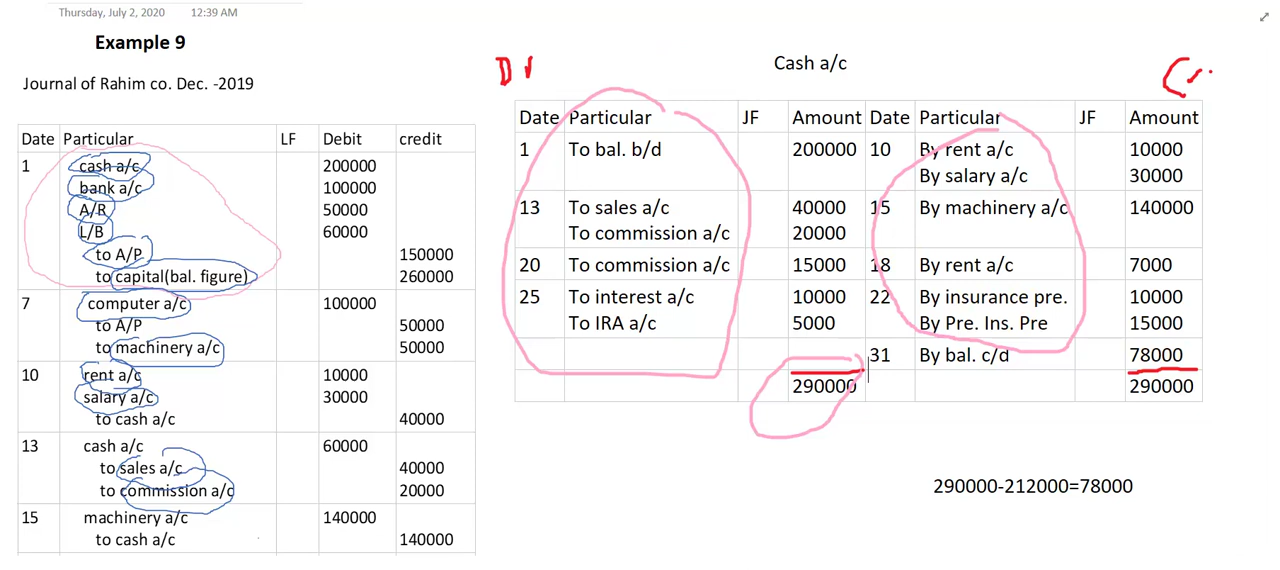 Thursday, July 2, 2020 12:39 AM
Example 9
Journal of Rahim co. Dec. -2019
Date Particular LF Debit credit
1 cash a/c 200000
bank a/c 100000
A/R 50000
L/B 60000
to A/P 150000
to capital(bal. figure) 260000
7 computer a/c 100000
to A/P 50000
to machinery a/c 50000
10 rent a/c 10000
salary a/c 30000
to cash a/c 40000
13 cash a/c 60000
to sales a/c 40000
to commission a/c 20000
15 machinery a/c 140000
to cash a/c 140000
Cash a/c
Dr Cr.
Date Particular JF Amount Date Particular JF Amount
1 To bal. b/d 200000 10 By rent a/c 10000
By salary a/c 30000
13 To sales a/c 40000 15 By machinery a/c 140000
To commission a/c 20000
20 To commission a/c 15000 18 By rent a/c 7000
25 To interest a/c 10000 22 By insurance pre. 10000
To IRA a/c 5000 By Pre. Ins. Pre 15000
31 By bal. c/d 78000
290000 290000
290000-212000=78000